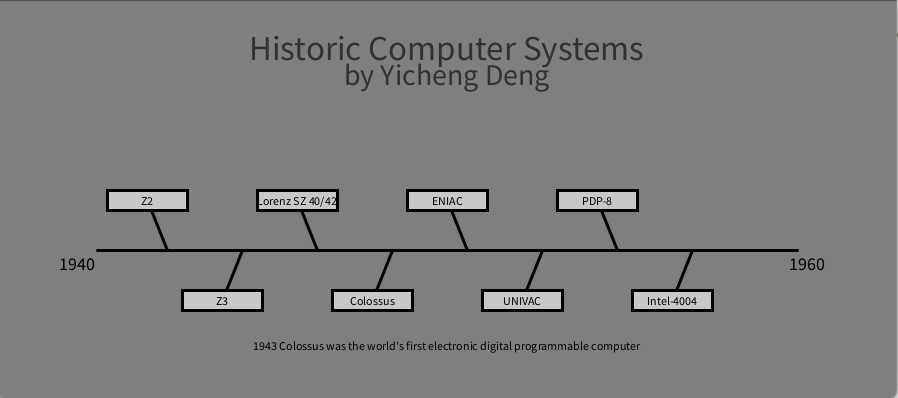 Historic Computer Systems
by Yicheng Deng
Z2
Lorenz SZ 40/42
ENIAC
PDP-8
1940
1960
Z3
Colossus
UNIVAC
Intel-4004
1943 Colossus was the world's first electronic digital programmable computer